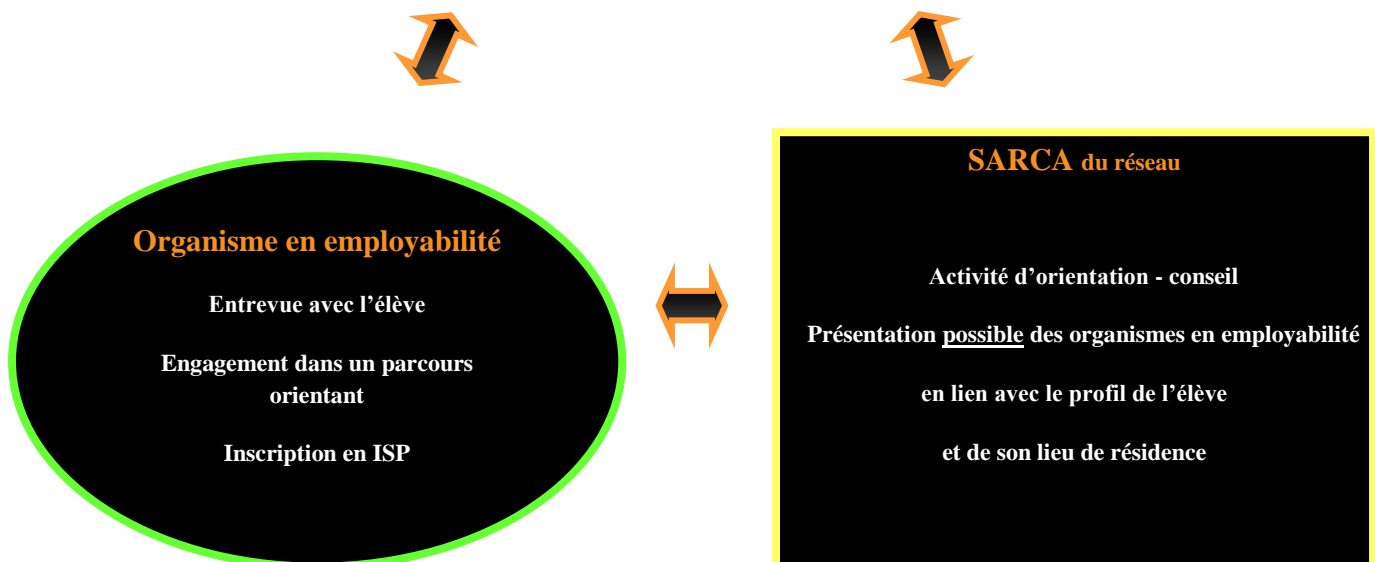 Organisme en employabilité
Entrevue avec l’élève
Engagement dans un parcours
orientant
Inscription en ISP
SARCA du réseau
Activité d’orientation - conseil
Présentation possible des organismes en employabilité
en lien avec le profil de l’élève
et de son lieu de résidence